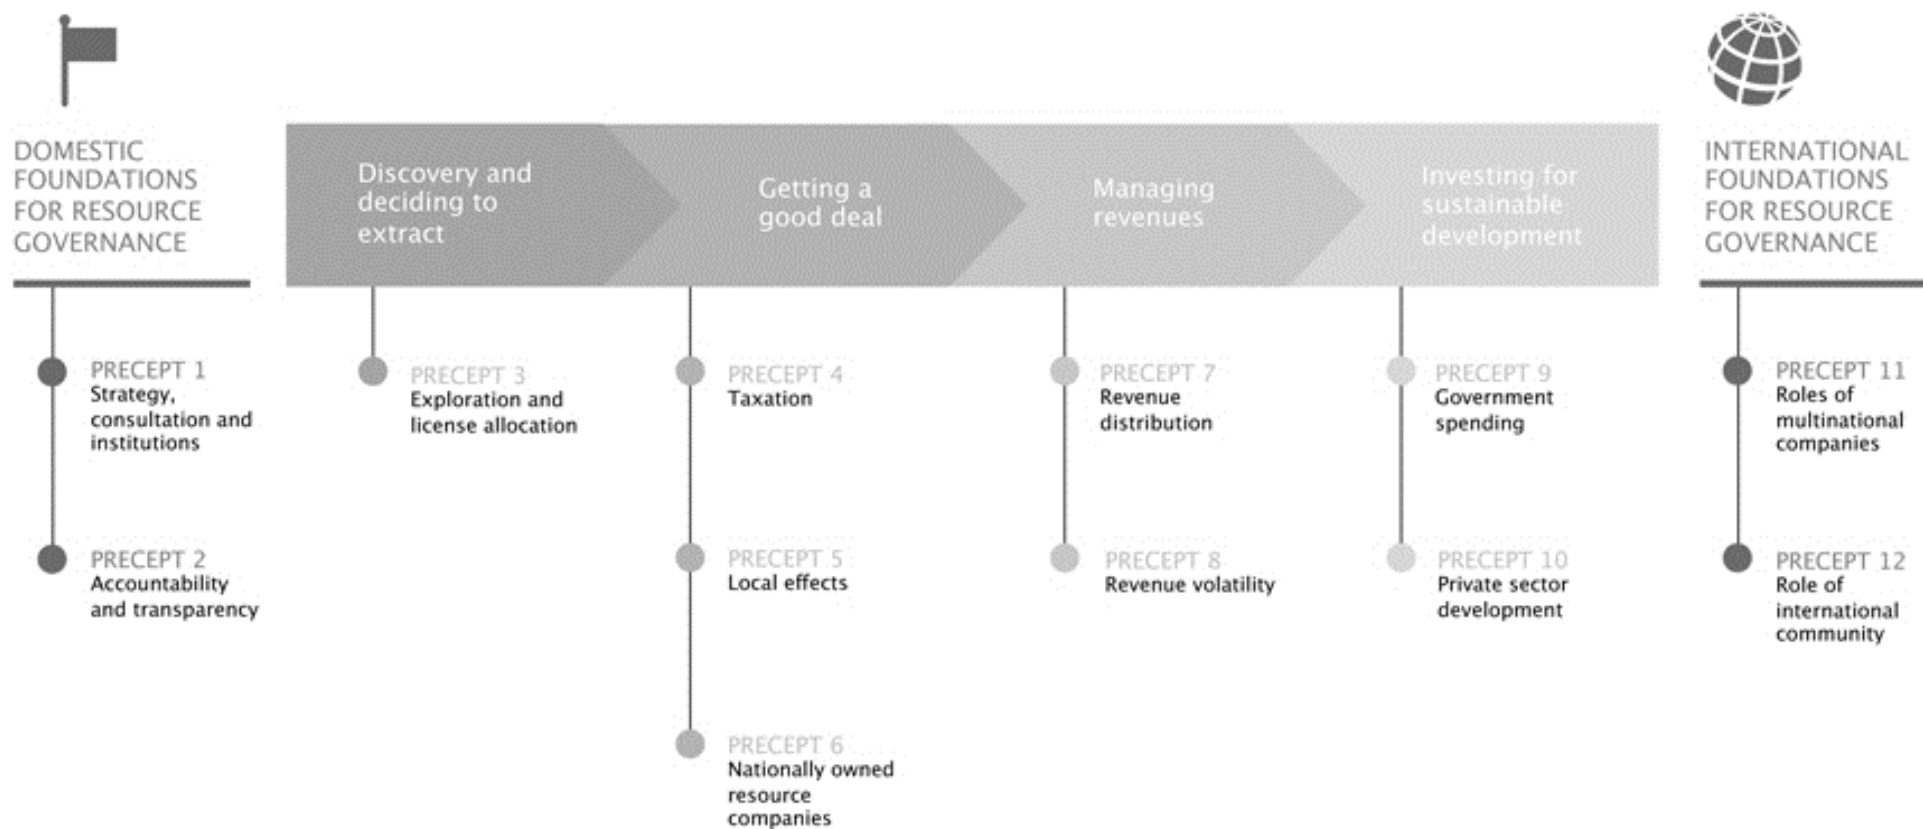 DOMESTIC
FOUNDATIONS
FOR RESOURCE
GOVERNANCE
Discovery and
deciding to
extract
Getting a
good deal
Managing
revenues
Investing for
sustainable
development
INTERNATIONAL
FOUNDATIONS
FOR RESOURCE
GOVERNANCE
PRECEPT 1
Strategy,
consultation and
institutions
PRECEPT 2
Accountability
and transparency
PRECEPT 3
Exploration and
license allocation
PRECEPT 4
Taxation
PRECEPT 5
Local effects
PRECEPT 6
Nationally owned
resource
companies
PRECEPT 7
Revenue
distribution
PRECEPT 8
Revenue volatility
PRECEPT 9
Government
spending
PRECEPT 10
Private sector
development
PRECEPT 11
Roles of
multinational
companies
PRECEPT 12
Role of
international
community